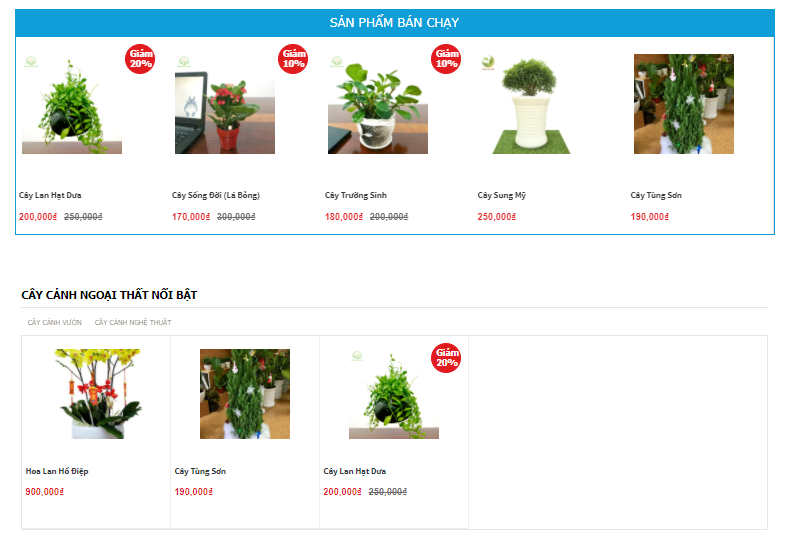 SẢN PHẨM BÁN CHẠY
Giảm 20%
Giảm 10%
Giảm 10%
Cây Lan Hạt Dưa
Cây Sống Đời (Lá Bỏng)
Cây Trường Sinh
Cây Sung Mỹ
Cây Tùng Sơn
200,000₫ 250,000₫
170,000₫ 300,000₫
180,000₫ 200,000₫
250,000₫
190,000₫
CÂY CẢNH NGOẠI THẤT NỔI BẬT
CÂY CẢNH VƯỜN CÂY CẢNH NGHỆ THUẬT
Giảm 20%
Hoa Lan Hồ Điệp
Cây Tùng Sơn
Cây Lan Hạt Dưa
900,000₫
190,000₫
200,000₫ 250,000₫